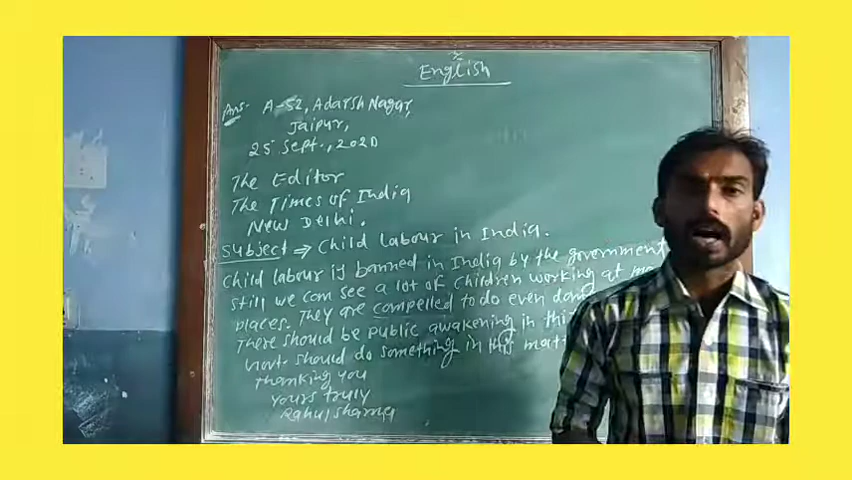 English
Ans- A-52, Adarsh Nagar,
Jaipur,
25 Sept., 2020
The Editor
The Times of India
New Delhi.
Subject => Child labour in India.
Child labour is banned in India by the government
still we can see a lot of children working at
places. They are compelled to do even
There should be public awakening in
Govt. should do something in this
Thanking you
Yours truly
Rahul Sharma